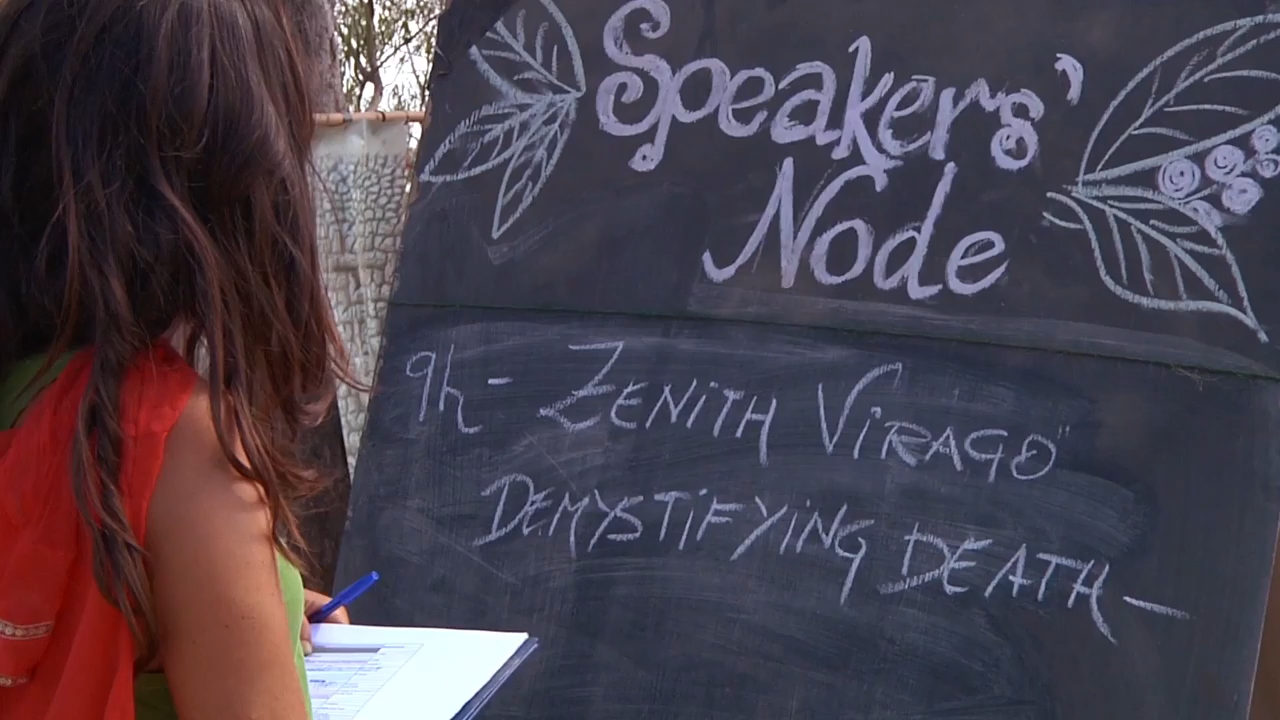 Speakers'
Node
9h - ZENITH VIRAGO"
DEMYSTIFYING DEATH -